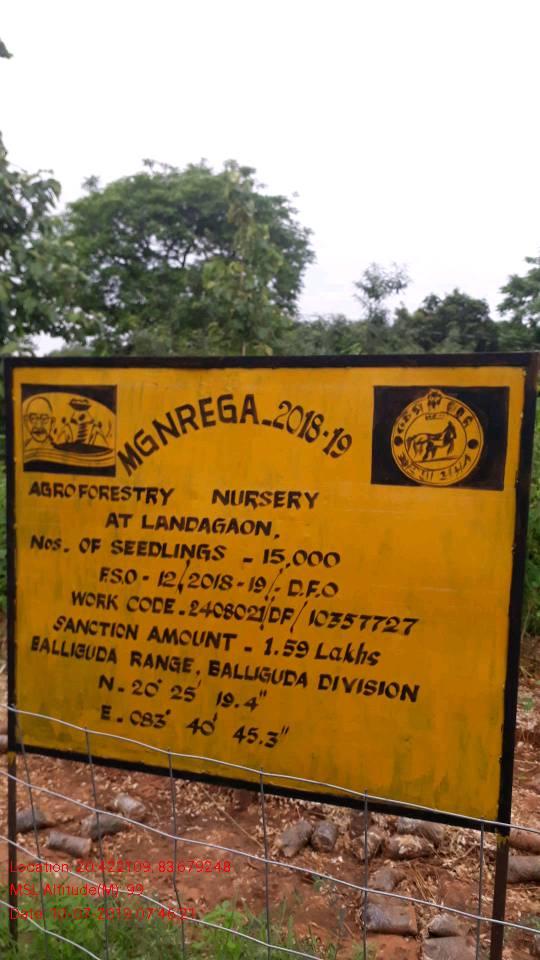 MGNREGA-2018-19
AGROFORESTRY NURSERY
AT LANDAGAON.
Nos. OF SEEDLINGS - 15,000
F.S.O - 12/2018-19/- D.F.O
WORK CODE-2408021/DF/10357727
SANCTION AMOUNT - 1.59 Lakhs
BALLIGUDA RANGE, BALLIGUDA DIVISION
N - 20° 25' 19.4"
E - 083° 40' 45.3"
Location: 20.422109, 83.679248
MSL Altitude(M): 99
Date: 10-07-2019 07:46:21